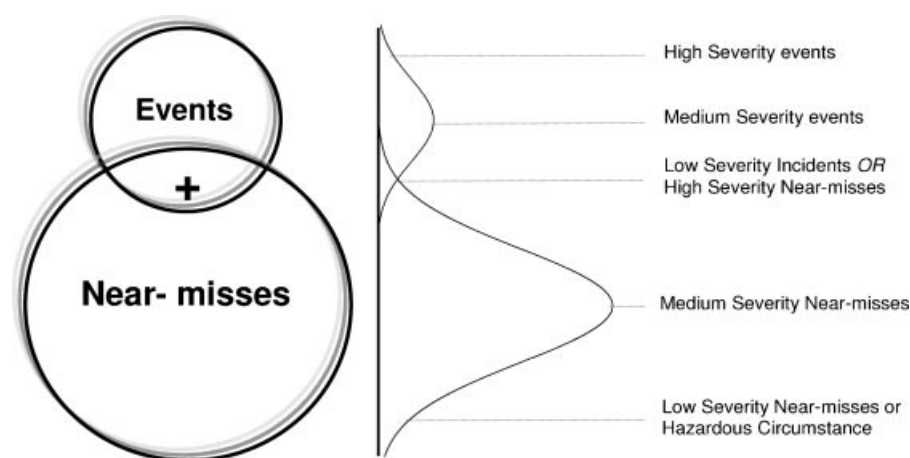 Events
+
Near- misses
High Severity events
Medium Severity events
Low Severity Incidents OR
High Severity Near-misses
Medium Severity Near-misses
Low Severity Near-misses or
Hazardous Circumstance